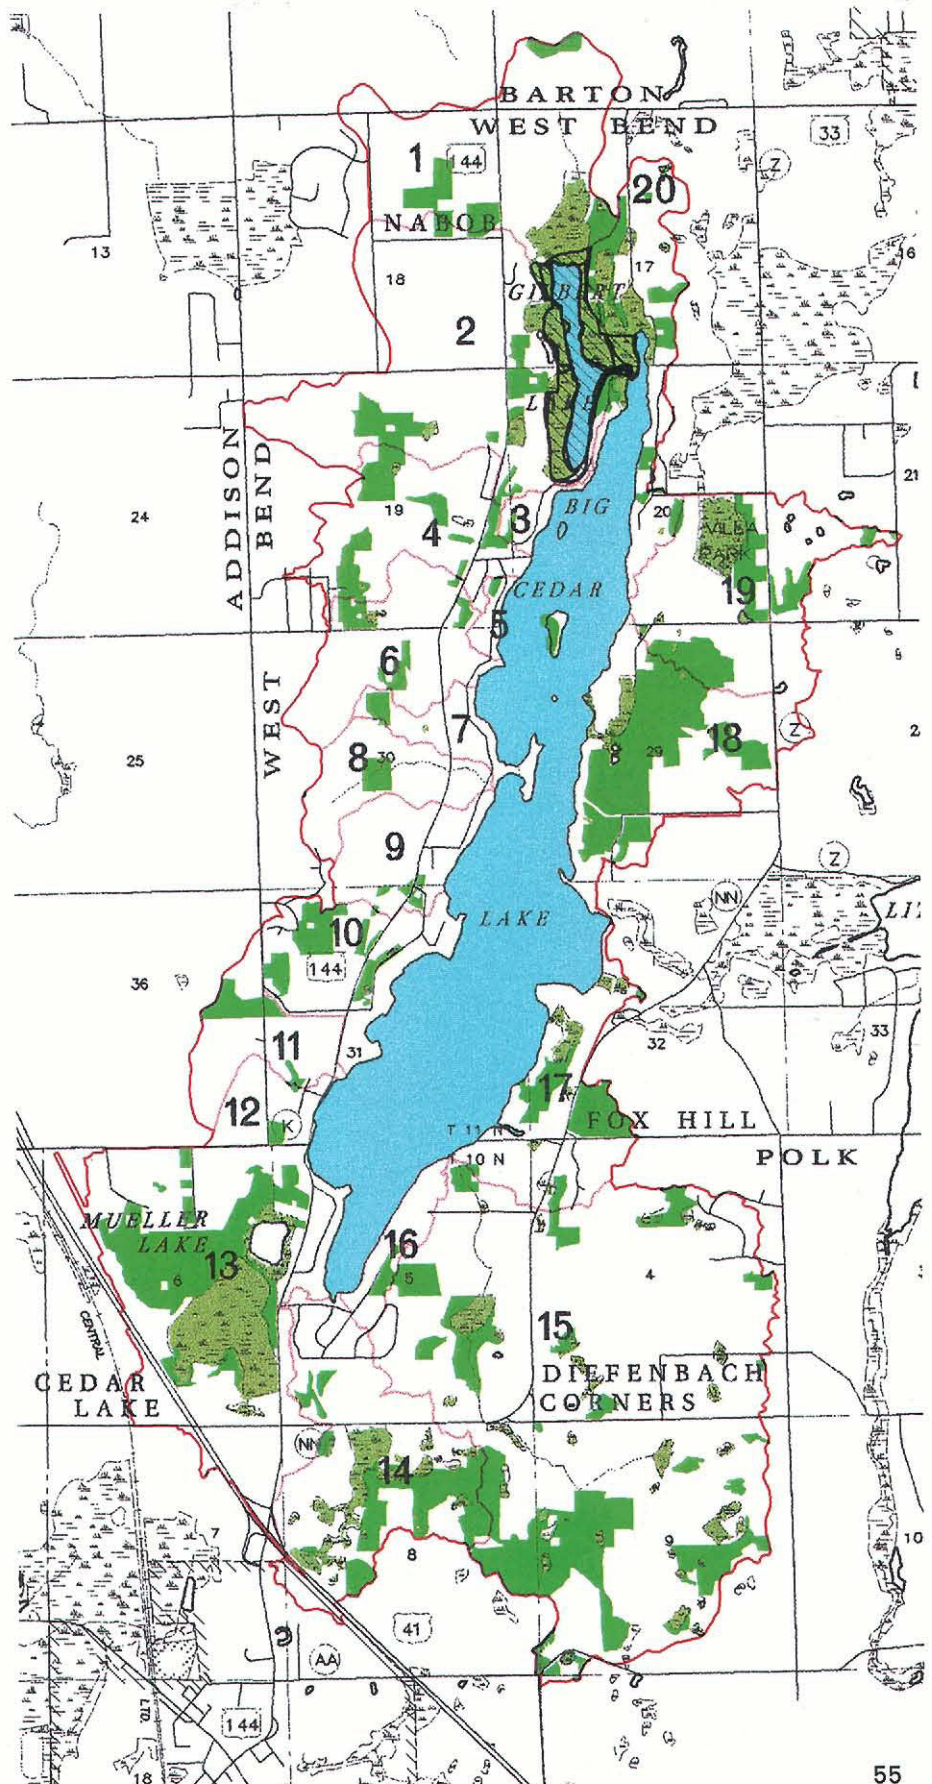 BARTON
WEST BEND
33
1
144
Z
20
NABOB
13
18
17
16
GILBERT
2
ADDISON
BEND
WEST
21
24
19
4
3
BIG
20
VILLA
PARK
CEDAR
19
5
6
7
18
Z
8
30
29
25
9
Z
NN
LAKE
10
144
36
11
31
32
33
17
12
K
FOX HILL
T 11 N
T 10 N
POLK
MUELLER
LAKE
13
6
16
5
4
CENTRAL
15
CEDAR
LAKE
DIEFENBACH
CORNERS
NN
14
7
8
9
10
41
AA
LTD.
144
18
55